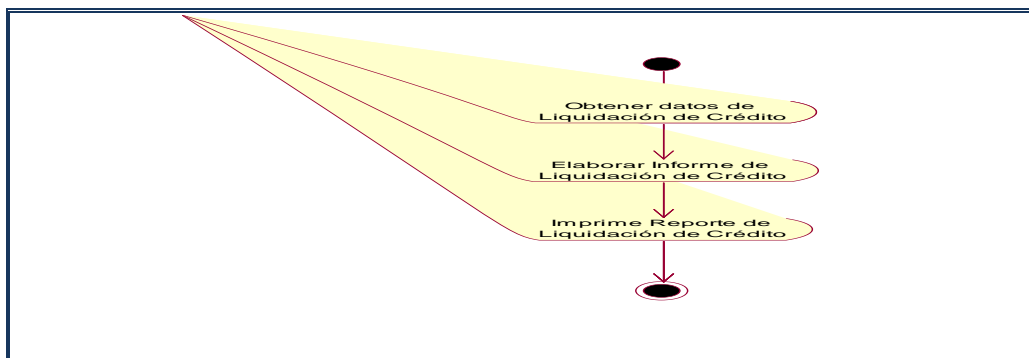 Obtener datos de
Liquidación de Crédito
Elaborar Informe de
Liquidación de Crédito
Imprime Reporte de
Liquidación de Crédito